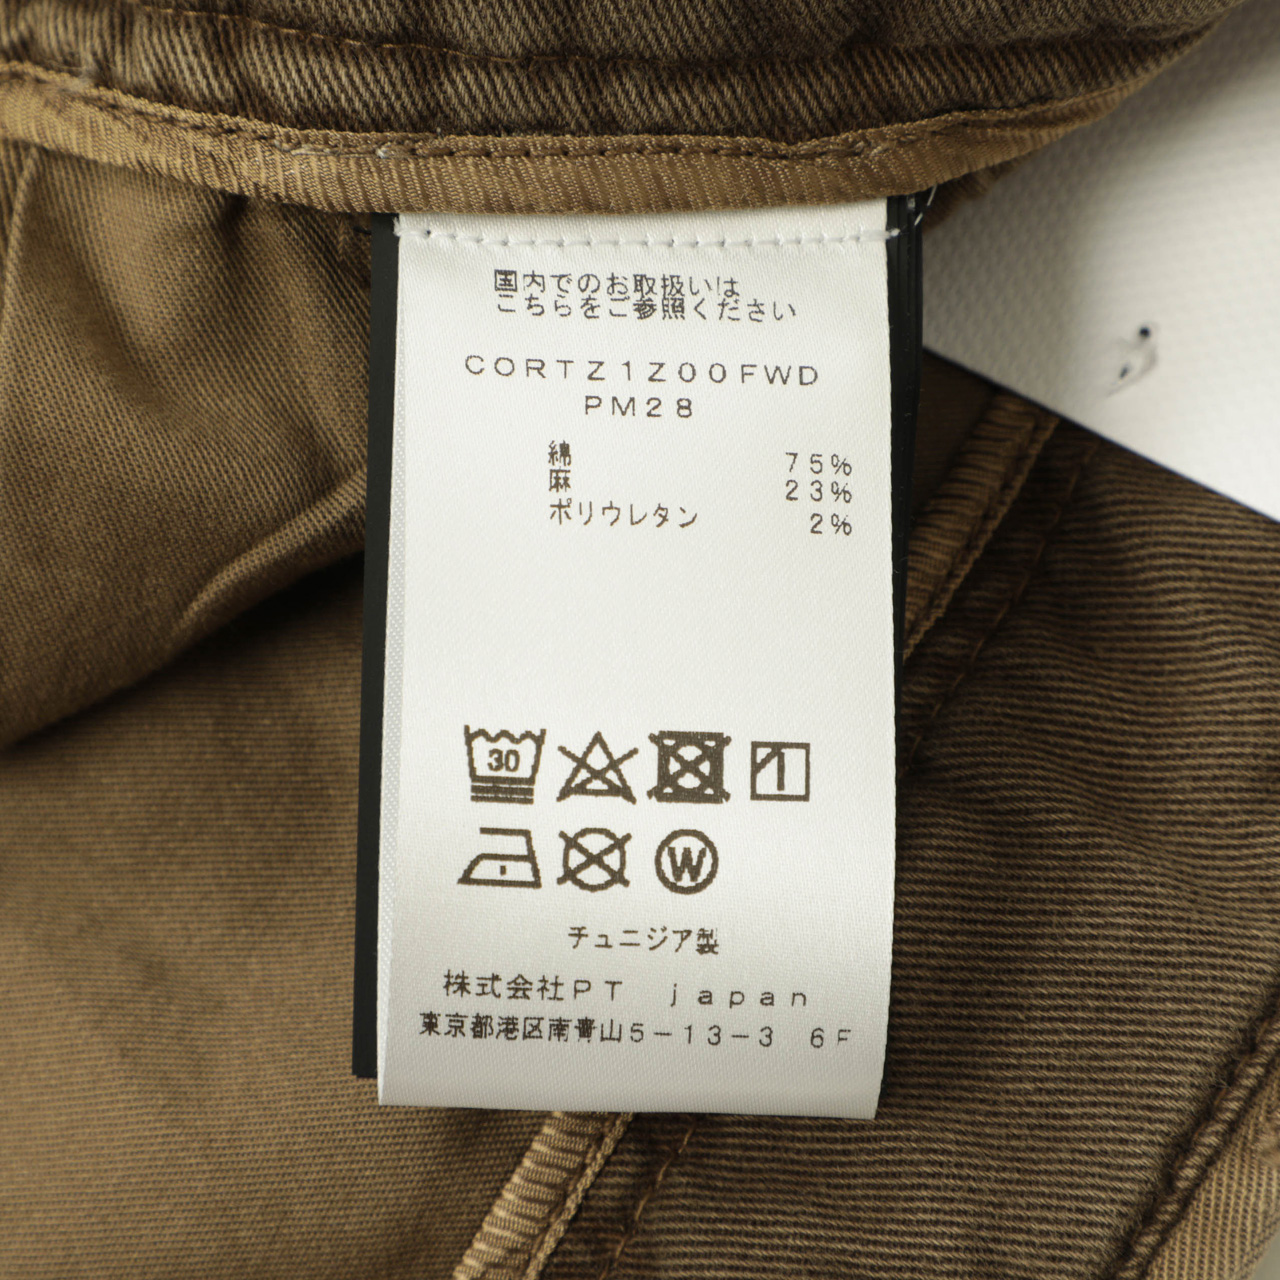 国内でのお取扱いは
こちらをご参照ください
CORTZ1Z00FWD
PM28
綿 75%
麻 23%
ポリウレタン 2%
30
W
チュニジア製
株式会社PT japan
東京都港区南青山5-13-3 6F